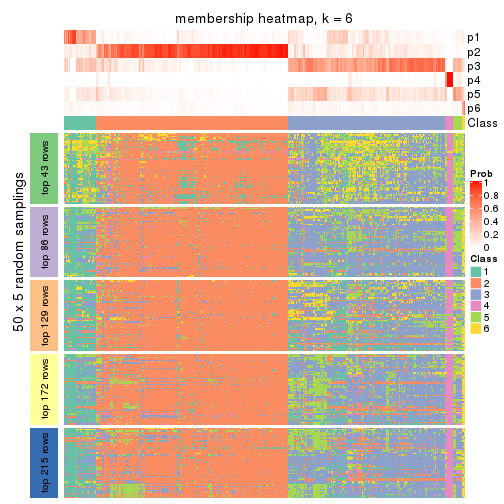 membership heatmap, k = 6
p1
p2
p3
p4
p5
p6
Class
50 x 5 random samplings
top 43 rows
top 86 rows
top 129 rows
top 172 rows
top 215 rows
Prob
1
0.8
0.6
0.4
0.2
0
Class
1
2
3
4
5
6